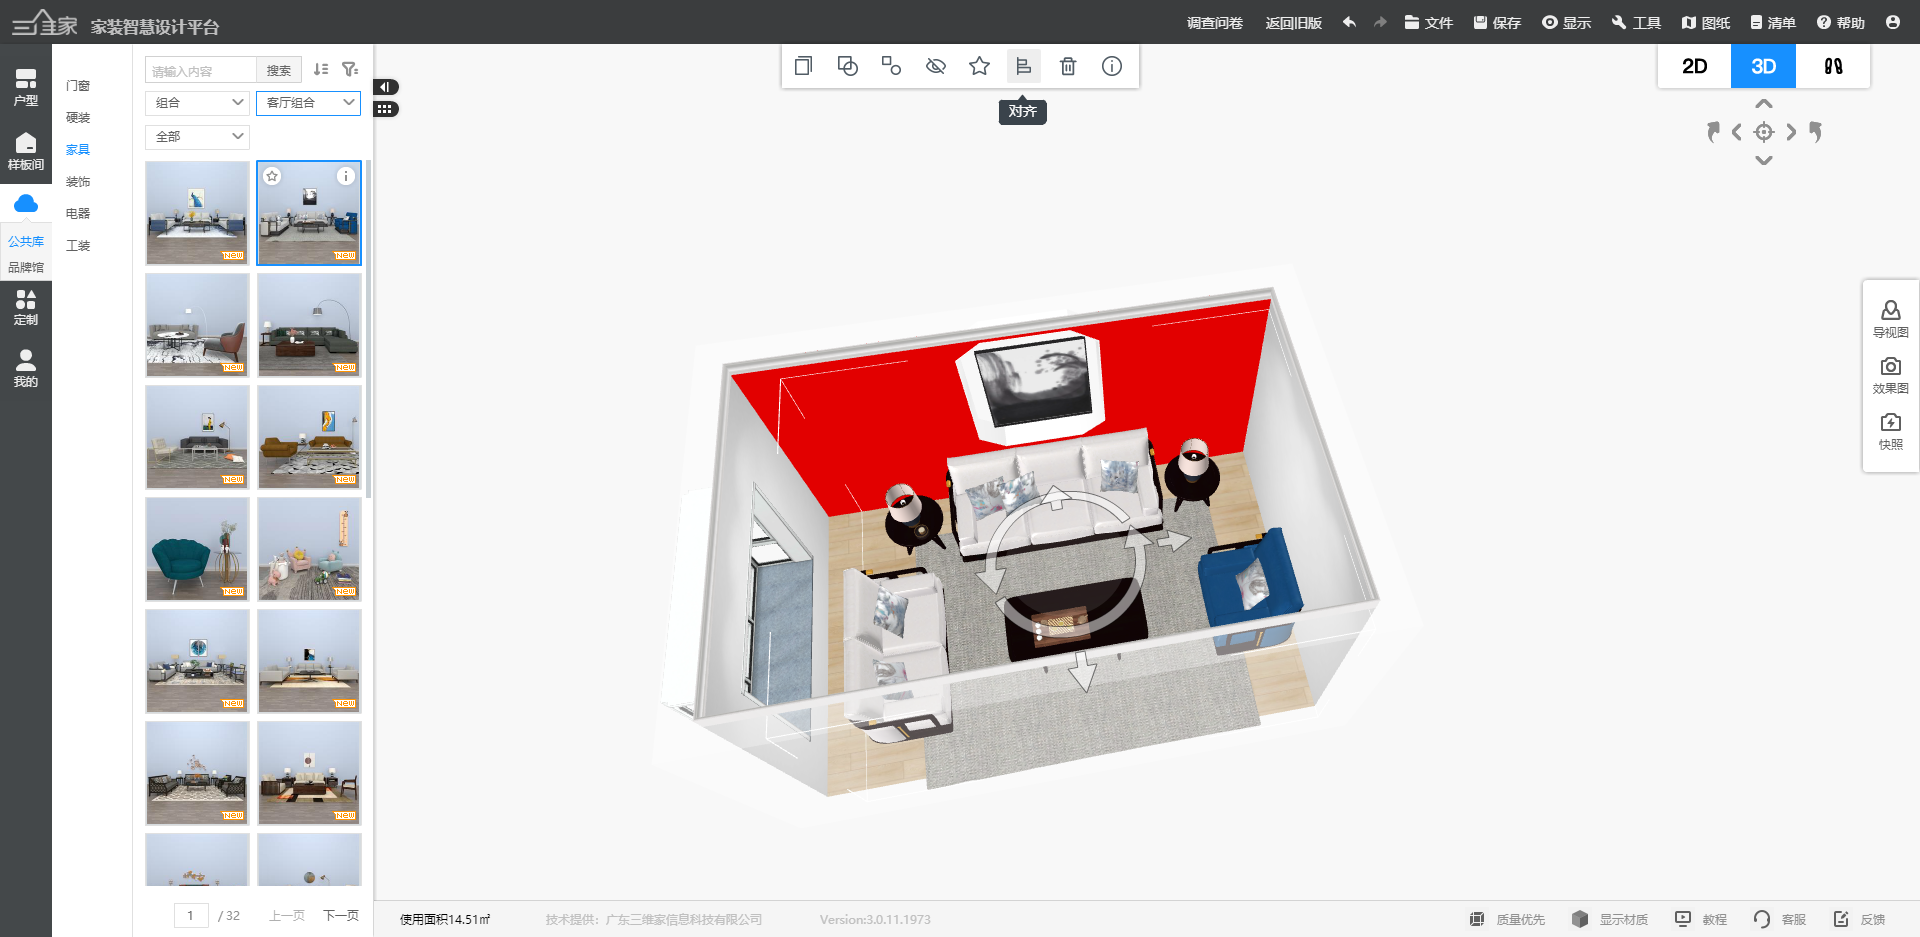 三维家 家装智慧设计平台
调查问卷 返回旧版 文件 保存 显示 工具 图纸 清单 帮助
户型
样板间
公共库
品牌馆
定制
我的
门窗
硬装
家具
装饰
电器
工装
请输入内容 搜索
组合 客厅组合
全部
NEW NEW
NEW NEW
NEW NEW
NEW NEW
NEW NEW
NEW NEW
1 / 32 上一页 下一页
对齐
2D 3D
导视图
效果图
快照
使用面积14.51㎡ 技术提供：广东三维家信息科技有限公司 Version:3.0.11.1973
质量优先 显示材质 教程 客服 反馈